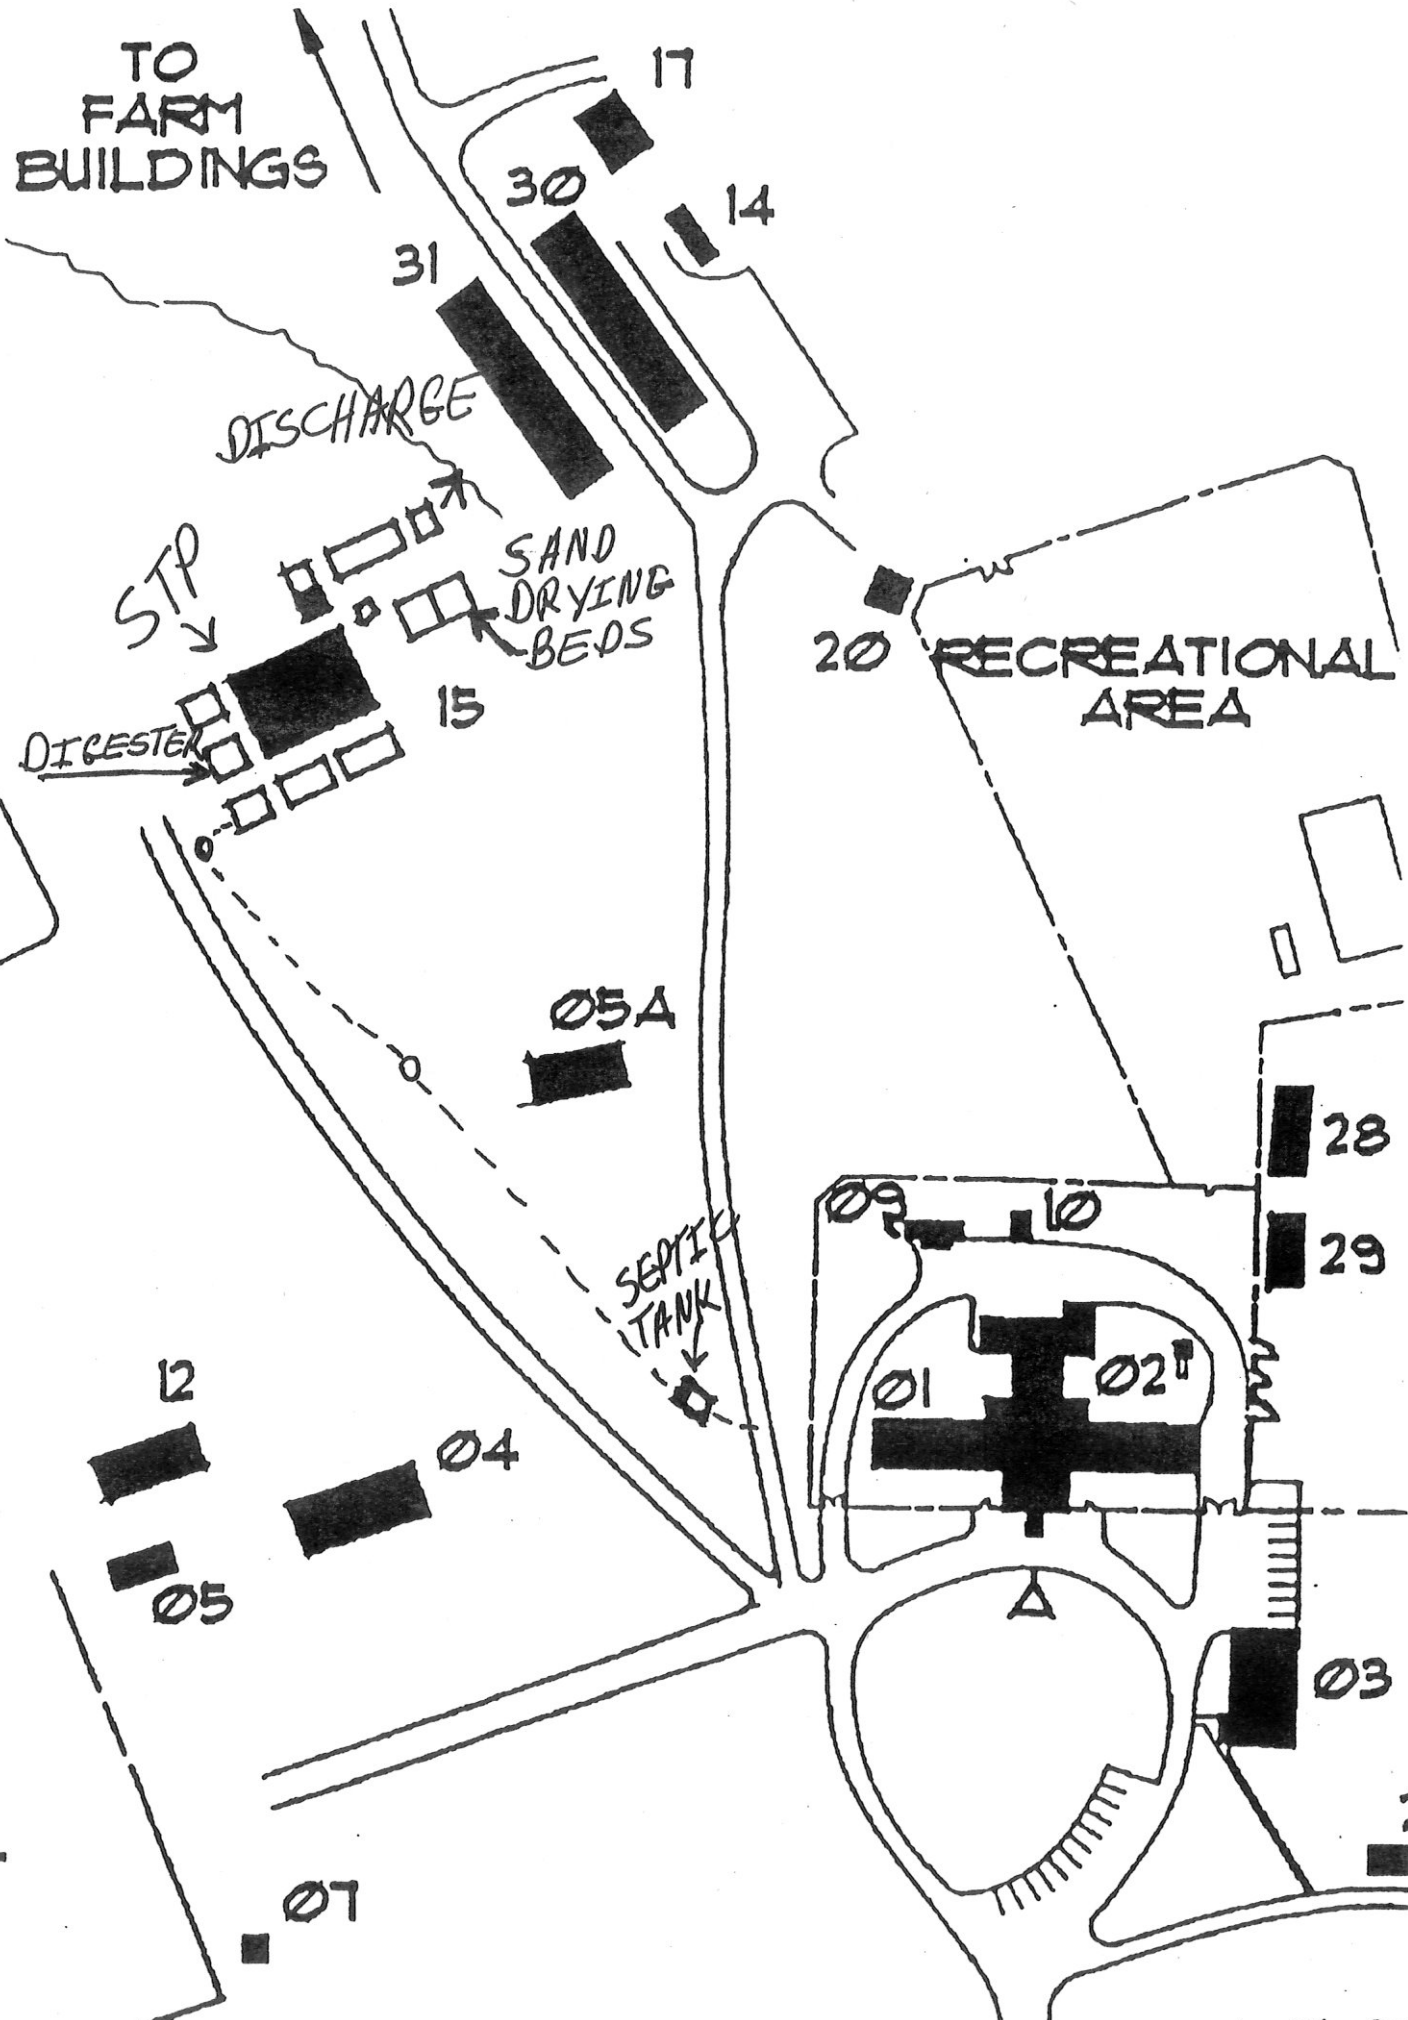 TO
FARM
BUILDINGS
17
30
14
31
DISCHARGE
STP
SAND
DRYING
BEDS
20
RECREATIONAL
AREA
15
DIGESTER
05A
28
09
10
29
SEPTIC
TANK
12
01
02
04
05
03
07